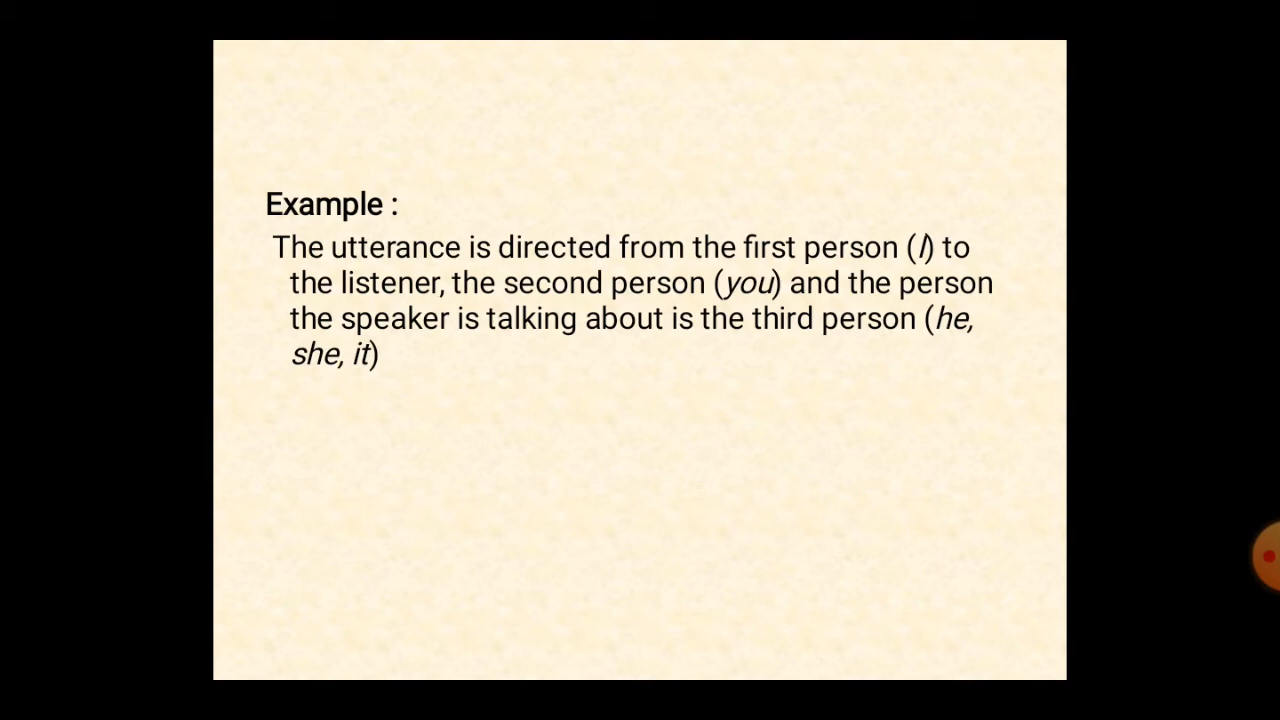 Example :
The utterance is directed from the first person (I) to
the listener, the second person (you) and the person
the speaker is talking about is the third person (he,
she, it)